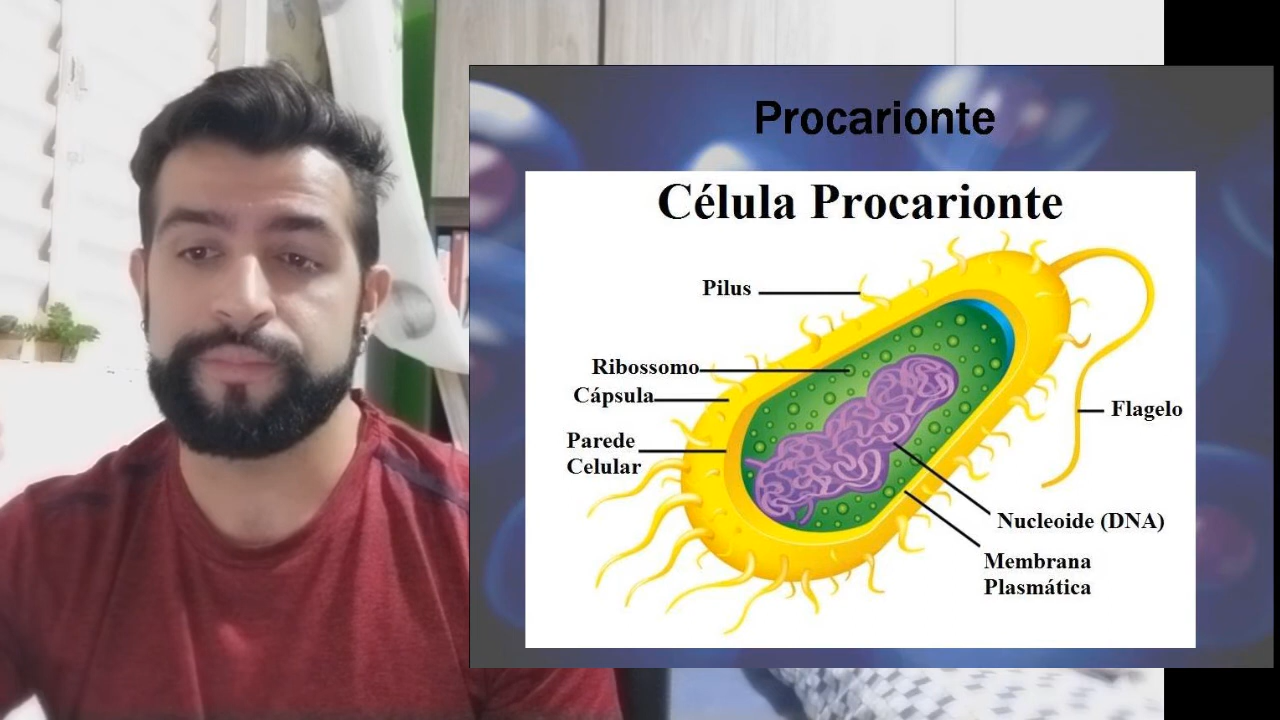 Procarionte
Célula Procarionte
Pilus
Ribossomo
Cápsula
Parede
Celular
Flagelo
Nucleoide (DNA)
Membrana
Plasmática